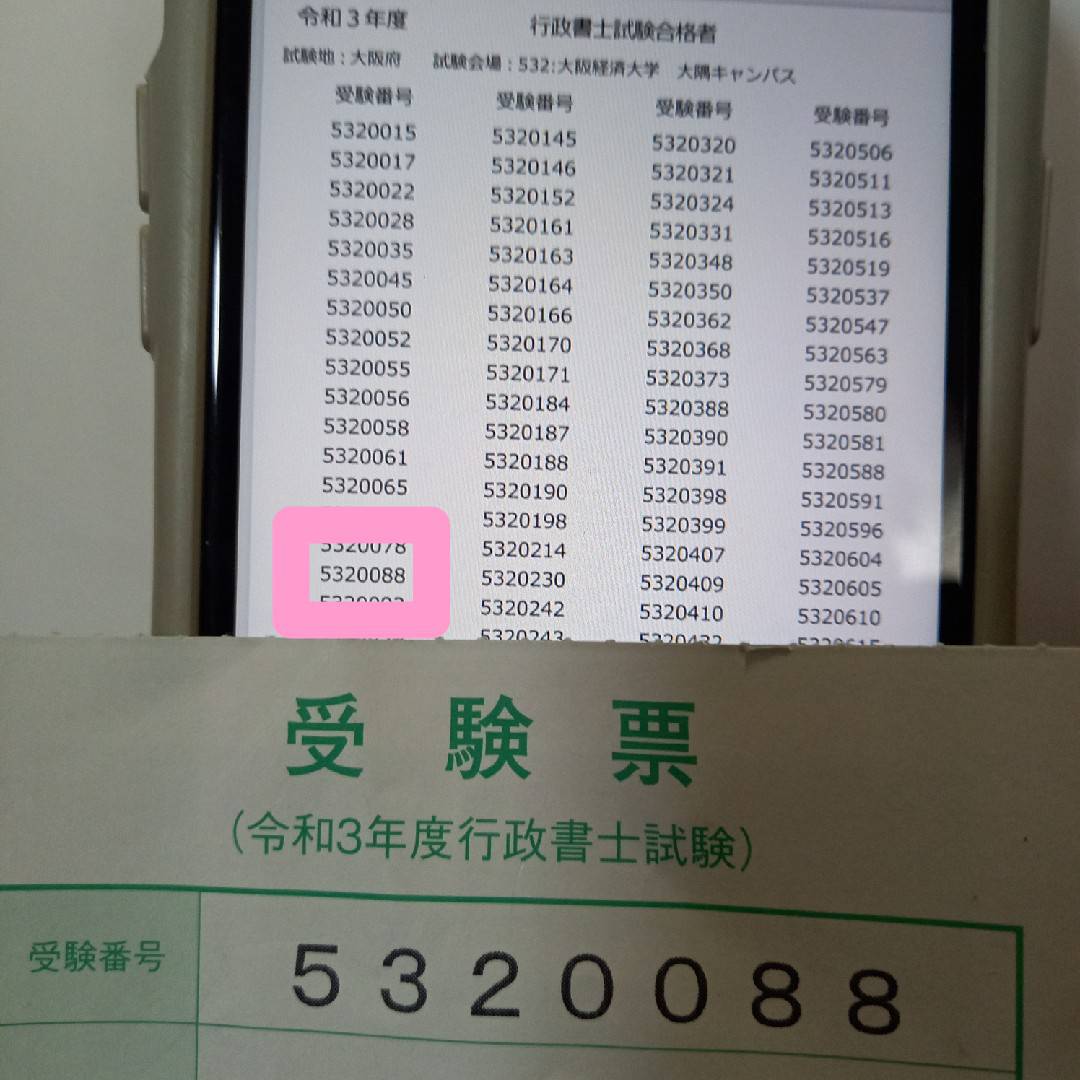 令和3年度 行政書士試験合格者
試験地：大阪府 試験会場：532:大阪経済大学 大隅キャンパス
受験番号 受験番号 受験番号 受験番号
5320015 5320145 5320320 5320506
5320017 5320146 5320321 5320511
5320022 5320152 5320324 5320513
5320028 5320161 5320331 5320516
5320035 5320163 5320348 5320519
5320045 5320164 5320350 5320537
5320050 5320166 5320362 5320547
5320052 5320170 5320368 5320563
5320055 5320171 5320373 5320579
5320056 5320184 5320388 5320580
5320058 5320187 5320390 5320581
5320061 5320188 5320391 5320588
5320065 5320190 5320398 5320591
5320198 5320399 5320596
5320078 5320214 5320407 5320604
5320088 5320230 5320409 5320605
5320242 5320410 5320610
5320243
受験票
（令和3年度行政書士試験）
受験番号 5320088